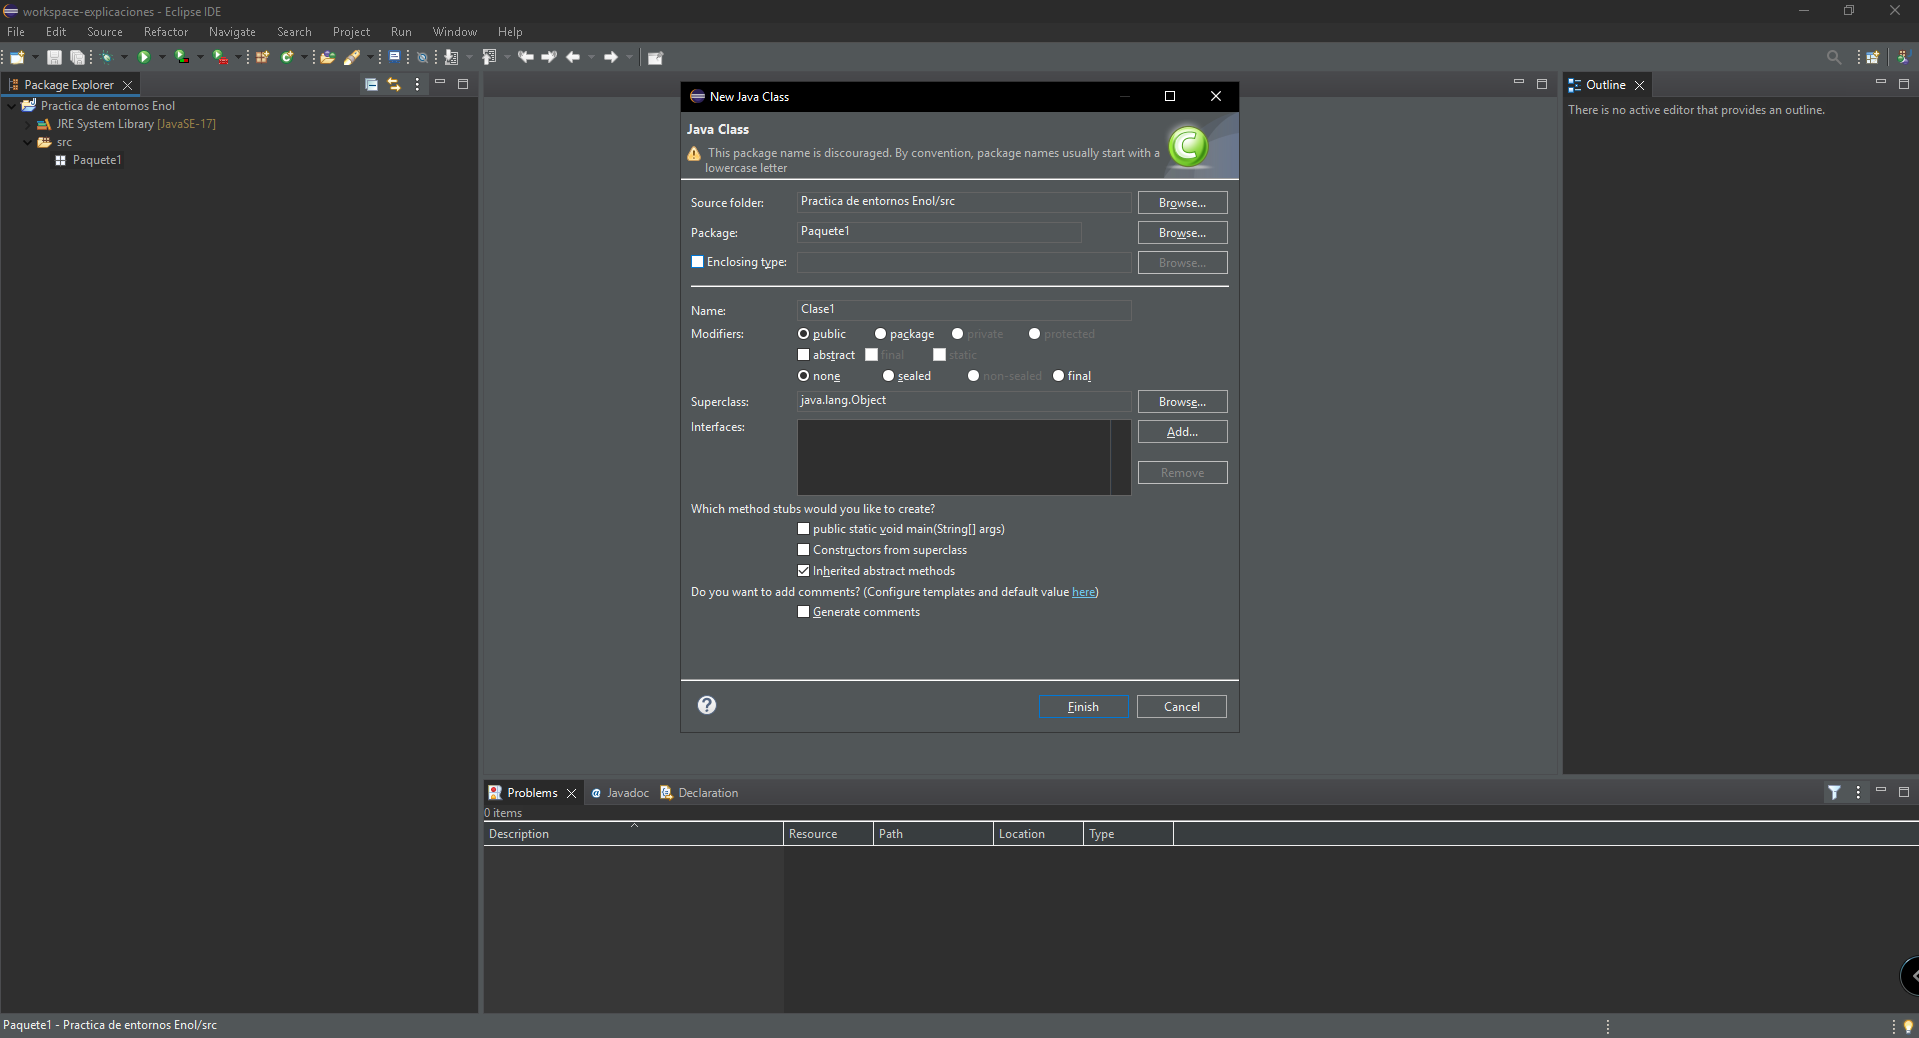 workspace-explicaciones - Eclipse IDE
File Edit Source Refactor Navigate Search Project Run Window Help
Package Explorer
Practica de entornos Enol
JRE System Library [JavaSE-17]
src
Paquete1
New Java Class
Java Class
This package name is discouraged. By convention, package names usually start with a
lowercase letter
Source folder: Practica de entornos Enol/src Browse...
Package: Paquete1 Browse...
Enclosing type: Browse...
Name: Clase1
Modifiers: public package private protected
abstract final static
none sealed non-sealed final
Superclass: java.lang.Object Browse...
Interfaces: Add...
Remove
Which method stubs would you like to create?
public static void main(String[] args)
Constructors from superclass
Inherited abstract methods
Do you want to add comments? (Configure templates and default value here)
Generate comments
Finish Cancel
Outline
There is no active editor that provides an outline.
Problems Javadoc Declaration
0 items
Description Resource Path Location Type
Paquete1 - Practica de entornos Enol/src